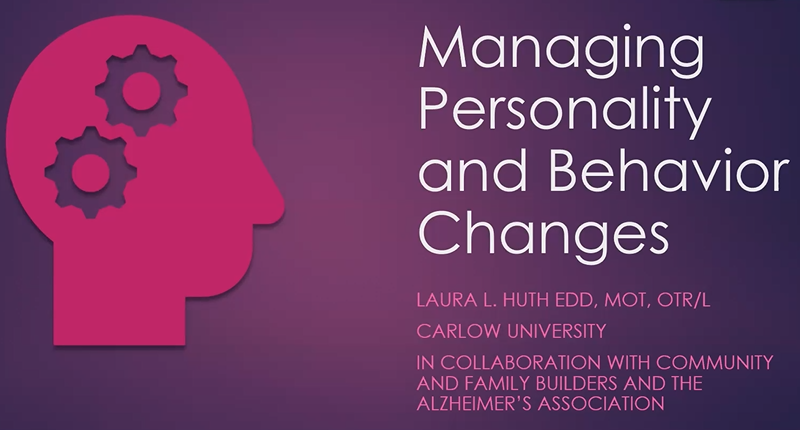 Managing
Personality
and Behavior
Changes
LAURA L. HUTH EDD, MOT, OTR/L
CARLOW UNIVERSITY
IN COLLABORATION WITH COMMUNITY
AND FAMILY BUILDERS AND THE
ALZHEIMER'S ASSOCIATION